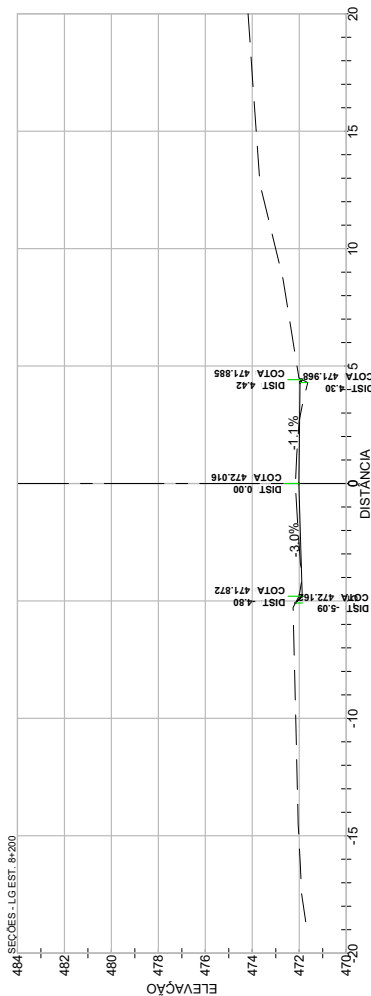 SEÇÕES - LG EST. 8+200
484
482
480
478
476
474
472
470
ELEVAÇÃO
DIST -4.80
COTA 471.872
DIST 0.00
COTA 472.016
DIST 4.42
COTA 471.885
-3.0%
-1.1%
DIST -5.09
COTA 472.162
DIST 4.30
COTA 471.968
-20
-15
-10
0
5
10
15
20
DISTÂNCIA